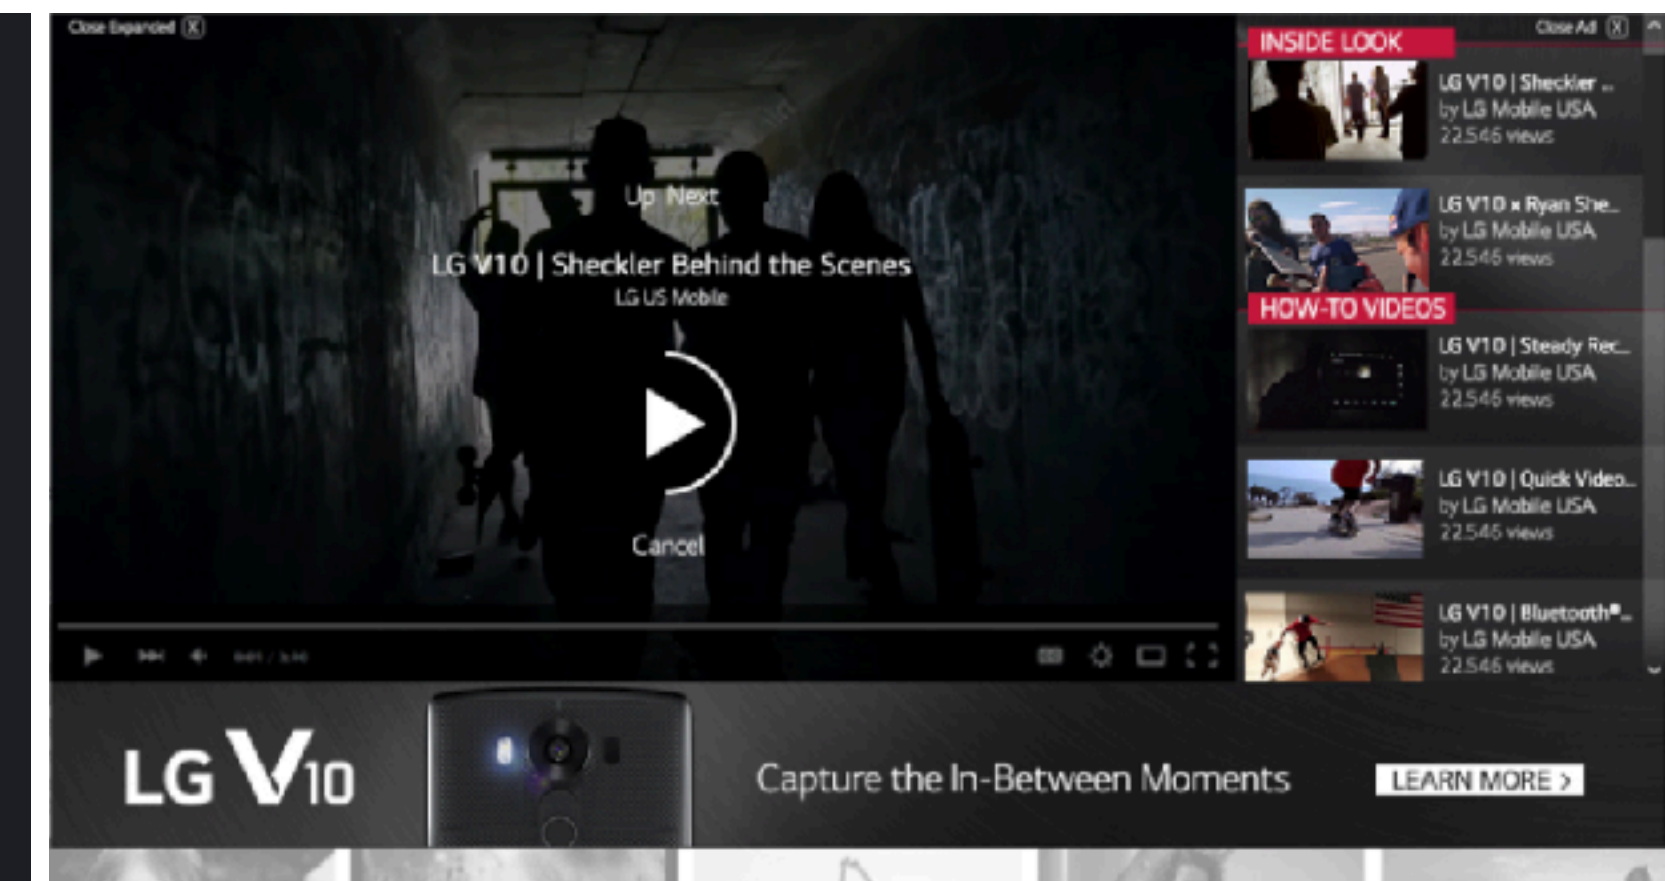 Close Expanded X
Close Ad X
Up Next
LG V10 | Sheckler Behind the Scenes
LG US Mobile
Cancel
INSIDE LOOK
LG V10 | Sheckler ...
by LG Mobile USA
22.546 views
LG V10 x Ryan She...
by LG Mobile USA
22.546 views
HOW-TO VIDEOS
LG V10 | Steady Rec...
by LG Mobile USA
22.546 views
LG V10 | Quick Video...
by LG Mobile USA
22.546 views
LG V10 | Bluetooth®...
by LG Mobile USA
22.546 views
LG V10
Capture the In-Between Moments
LEARN MORE >